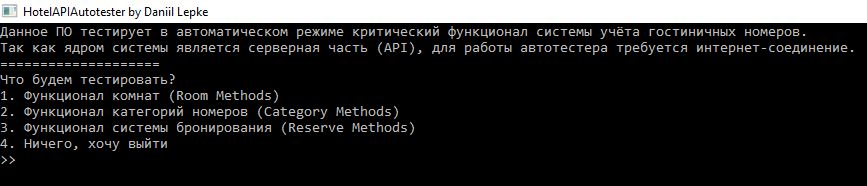 HotelAPIAutotester by Daniil Lepke
Данное ПО тестирует в автоматическом режиме критический функционал системы учёта гостиничных номеров.
Так как ядром системы является серверная часть (API), для работы автотестера требуется интернет-соединение.
====================
Что будем тестировать?
1. Функционал комнат (Room Methods)
2. Функционал категорий номеров (Category Methods)
3. Функционал системы бронирования (Reserve Methods)
4. Ничего, хочу выйти
>>